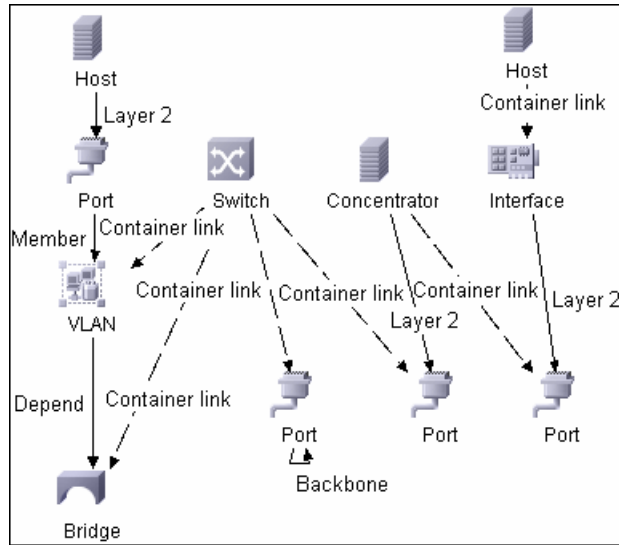 Host
Host
Container link
Layer 2
Port
Switch
Concentrator
Interface
Member
Container link
VLAN
Container link
Container link
Container link
Layer 2
Layer 2
Depend
Container link
Port
Port
Port
Backbone
Bridge